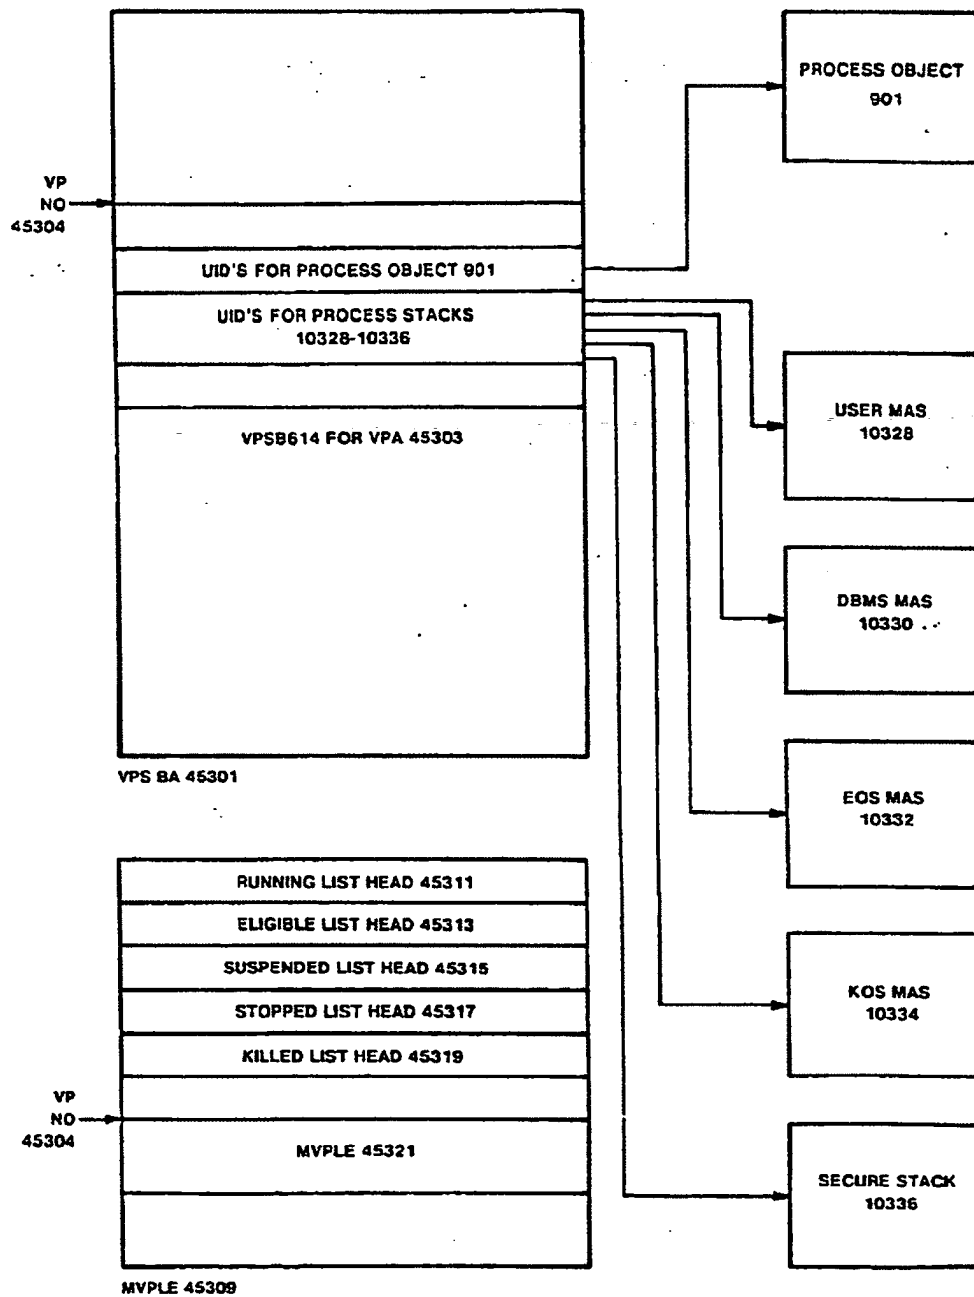 PROCESS OBJECT
901
VP
NO
45304
UID'S FOR PROCESS OBJECT 901
UID'S FOR PROCESS STACKS
10328-10336
VPSB614 FOR VPA 45303
USER MAS
10328
DBMS MAS
10330
EOS MAS
10332
VPS BA 45301
RUNNING LIST HEAD 45311
ELIGIBLE LIST HEAD 45313
SUSPENDED LIST HEAD 45315
STOPPED LIST HEAD 45317
KILLED LIST HEAD 45319
KOS MAS
10334
VP
NO
45304
MVPLE 45321
SECURE STACK
10336
MVPLE 45309